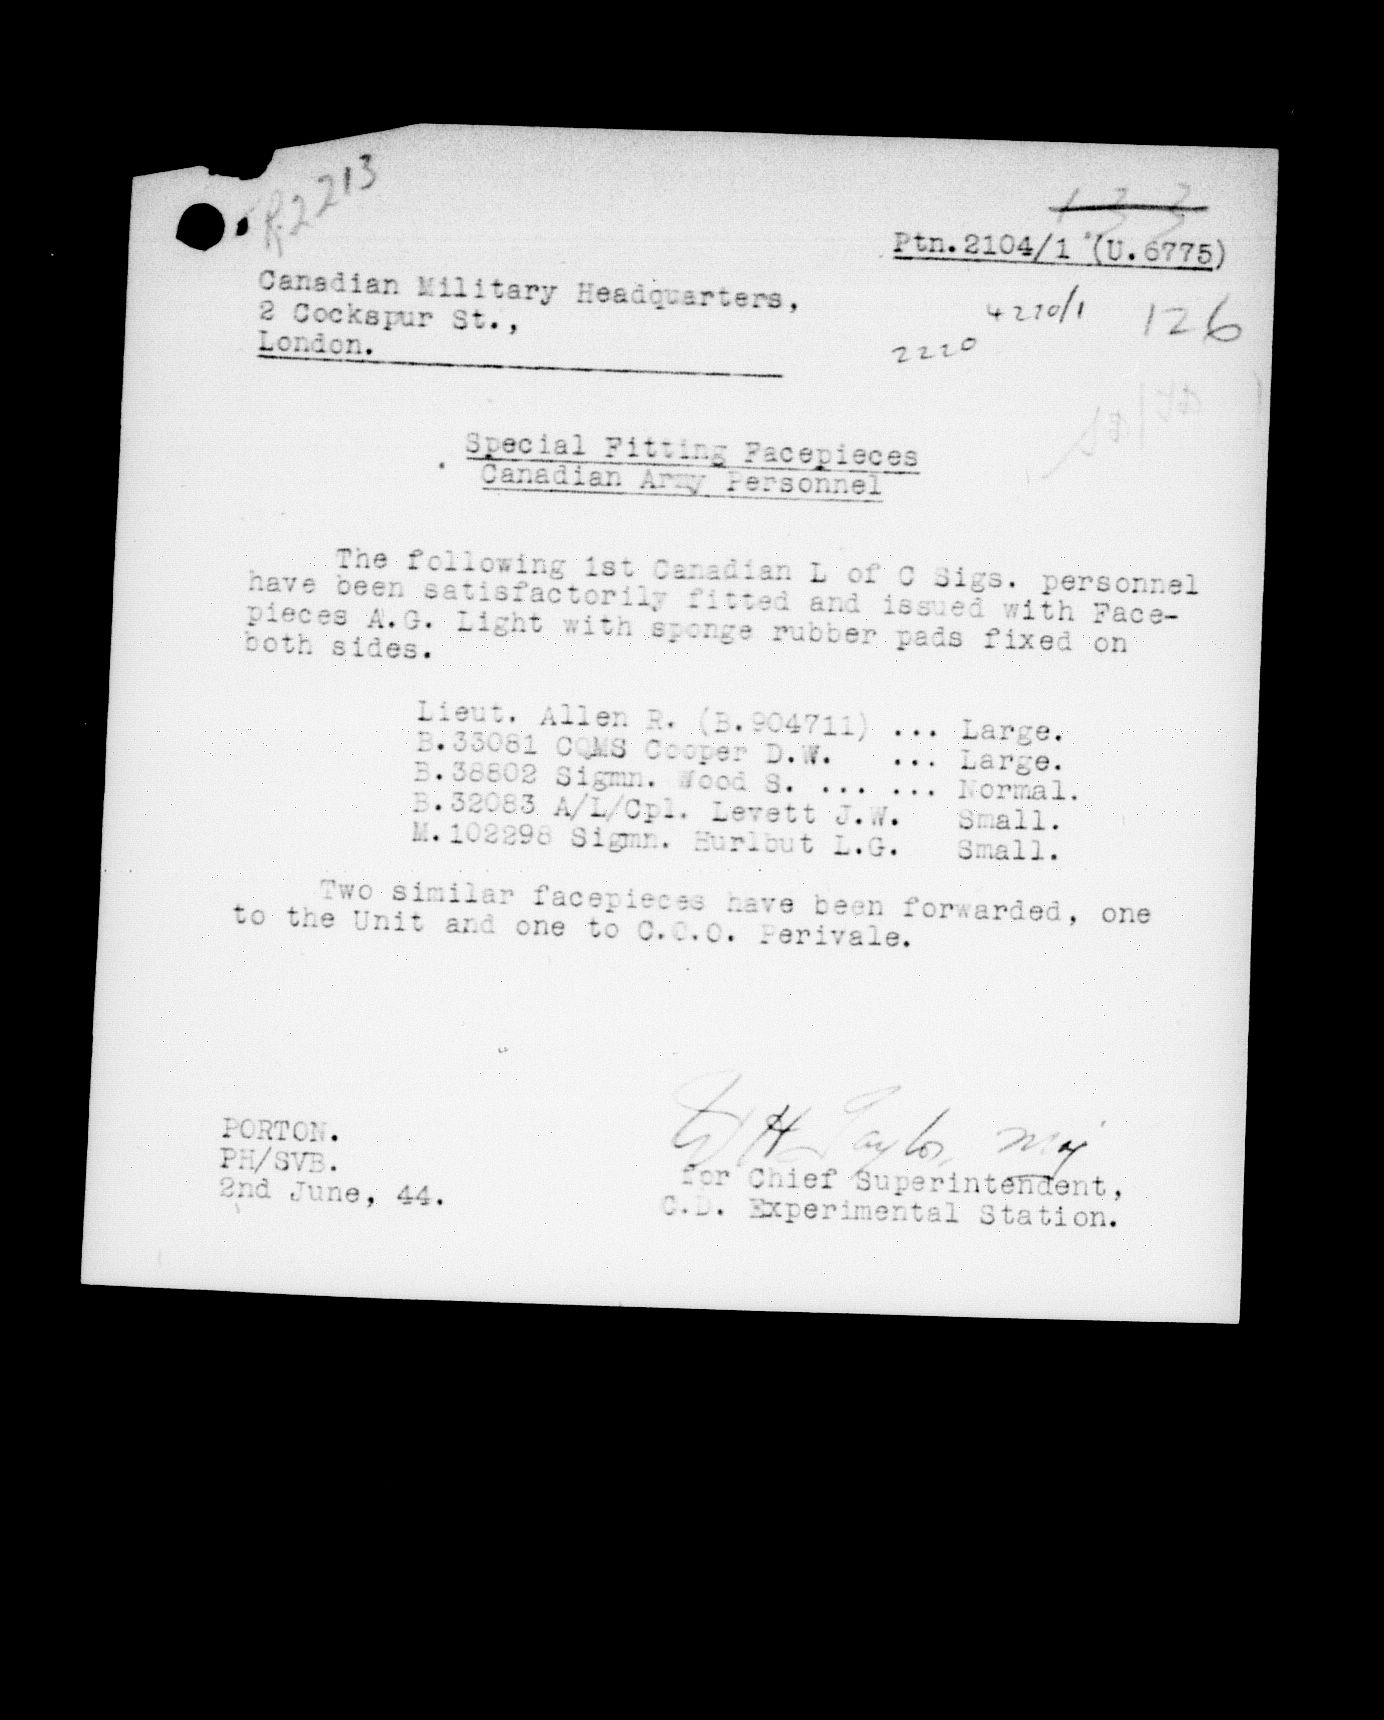 R.2213
133
Ptn.2104/1 (U.6775)
Canadian Military Headquarters,
2 Cockspur St.,
London.
4210/1
126
2220
Special Fitting Facepieces
Canadian Army Personnel
The following 1st Canadian L of C Sigs. personnel
have been satisfactorily fitted and issued with Face-
pieces A.G. Light with sponge rubber pads fixed on
both sides.
Lieut. Allen R. (B.904711) ... Large.
B.33081 CQMS Cooper D.W. ... Large.
B.38802 Sigmn. Wood S. ... ... Normal.
B.32083 A/L/Cpl. Levett J.W. Small.
M.102298 Sigmn. Hurlbut L.G. Small.
Two similar facepieces have been forwarded, one
to the Unit and one to C.O.O. Perivale.
H Taylor, Maj
PORTON.
PH/SVB.
2nd June, 44.
for Chief Superintendent,
C.D. Experimental Station.